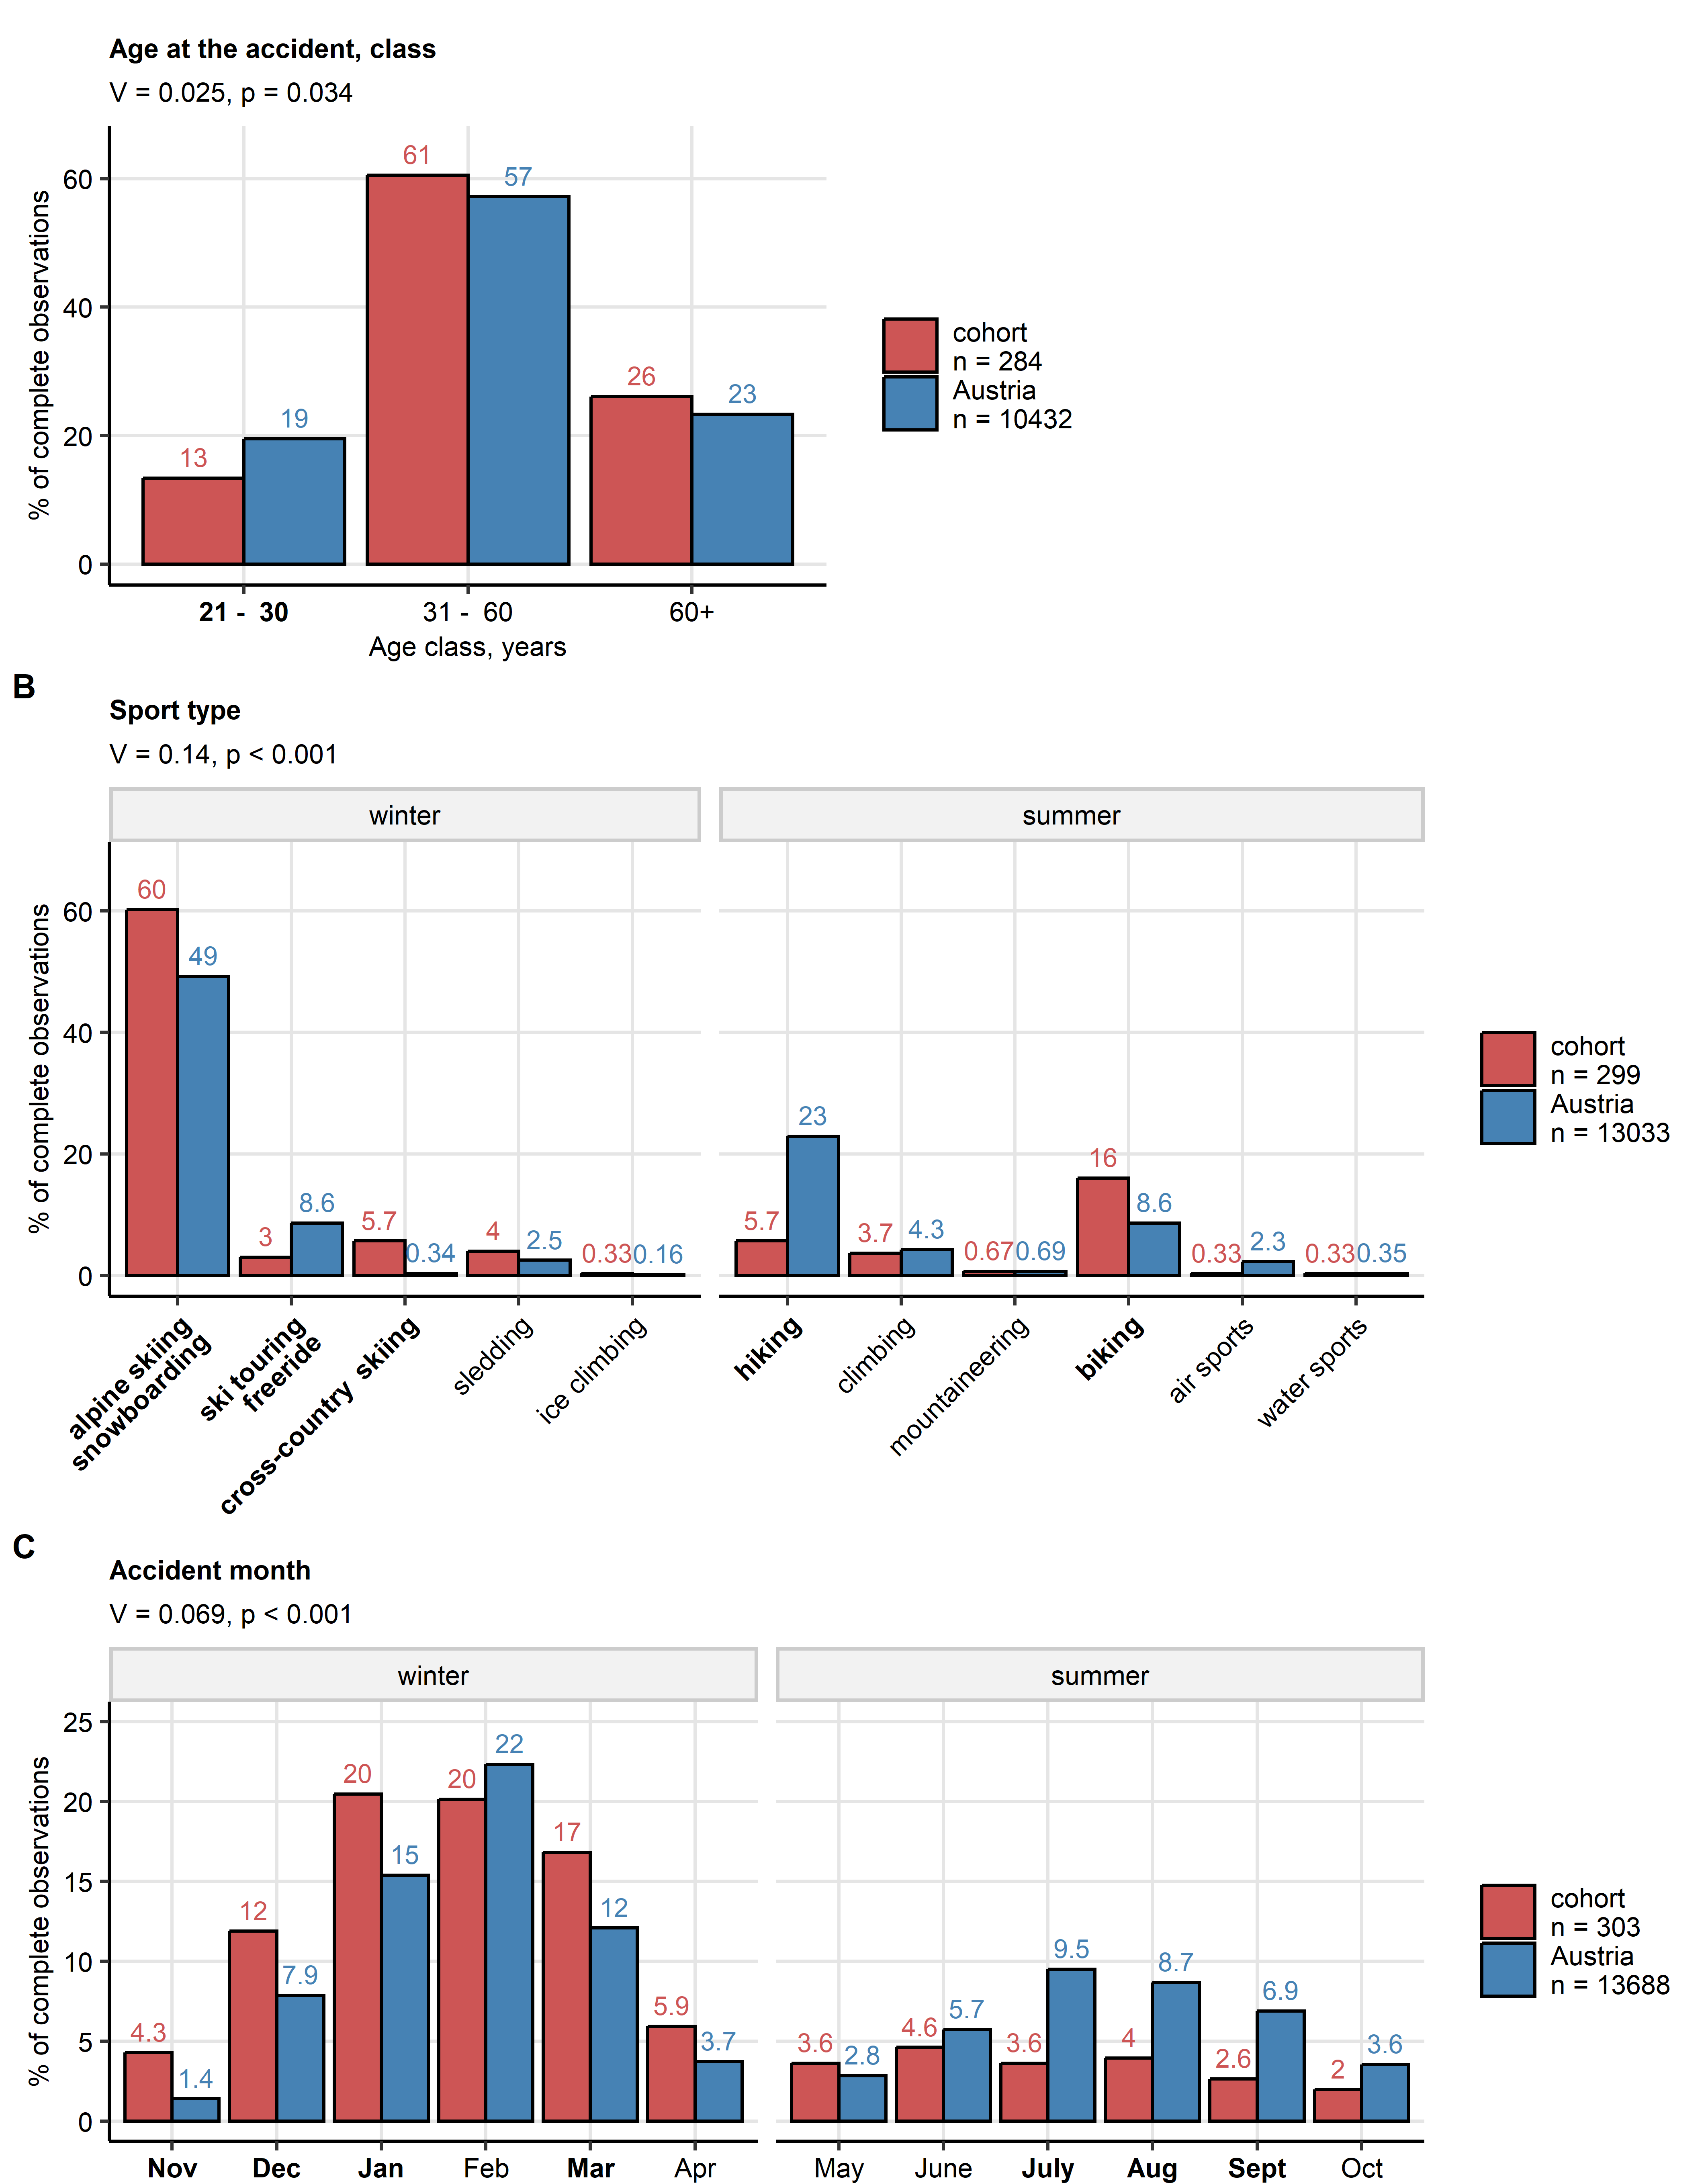 Age at the accident, class
V = 0.025, p = 0.034
% of complete observations
60
40
20
0
13
19
61
57
26
23
21 - 30
31 - 60
60+
Age class, years
cohort
n = 284
Austria
n = 10432
B
Sport type
V = 0.14, p < 0.001
winter
summer
% of complete observations
60
40
20
0
60
49
3
8.6
5.7
0.34
4
2.5
0.33
0.16
5.7
23
3.7
4.3
0.67
0.69
16
8.6
0.33
2.3
0.33
0.35
alpine skiing
snowboarding
ski touring
freeride
cross-country skiing
sledding
ice climbing
hiking
climbing
mountaineering
biking
air sports
water sports
cohort
n = 299
Austria
n = 13033
C
Accident month
V = 0.069, p < 0.001
winter
summer
% of complete observations
25
20
15
10
5
0
4.3
1.4
12
7.9
20
15
20
22
17
12
5.9
3.7
3.6
2.8
4.6
5.7
3.6
9.5
4
8.7
2.6
6.9
2
3.6
Nov
Dec
Jan
Feb
Mar
Apr
May
June
July
Aug
Sept
Oct
cohort
n = 303
Austria
n = 13688